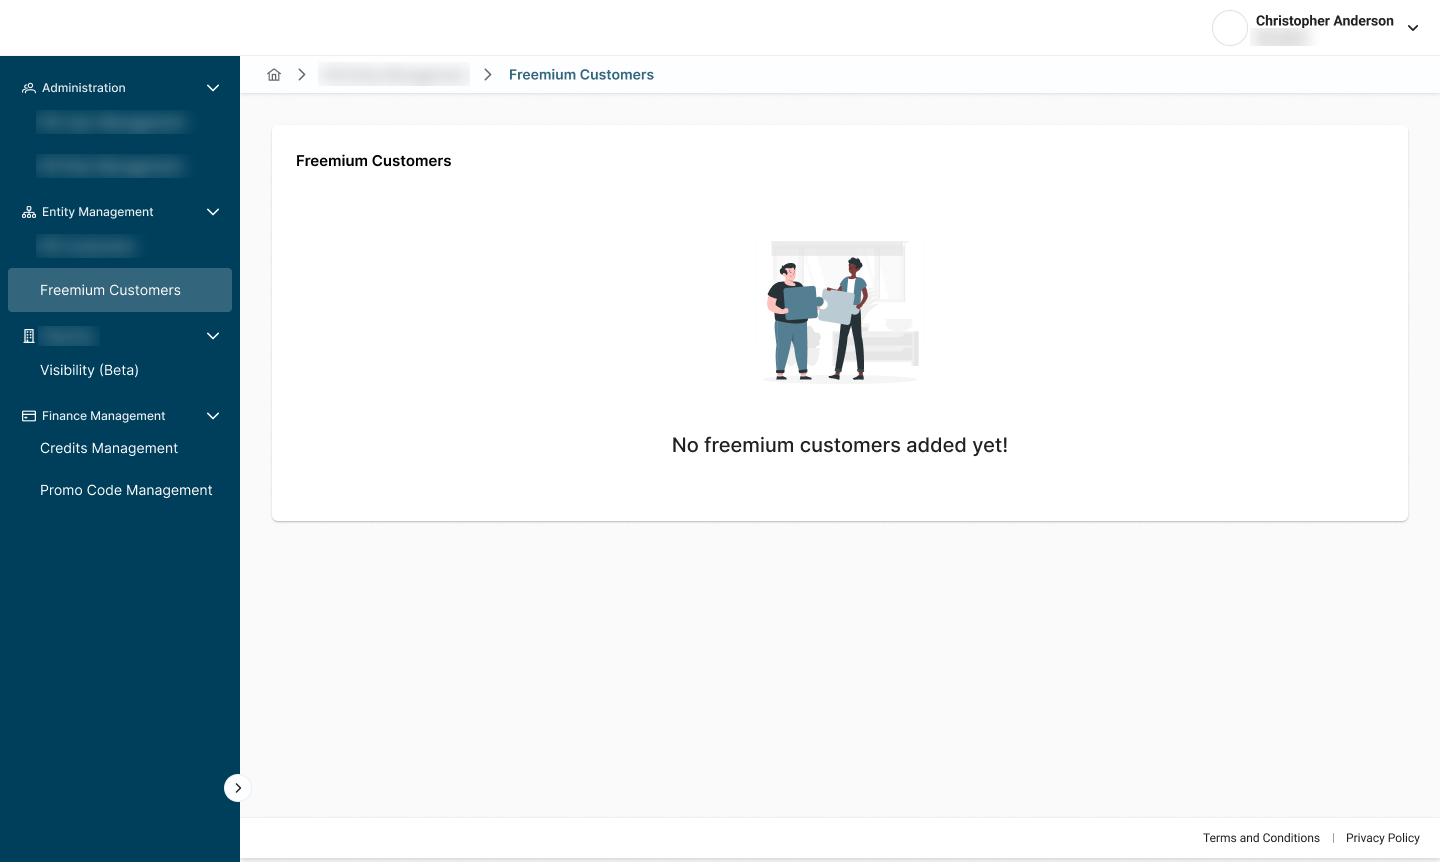 Christopher Anderson
Freemium Customers
Administration
Entity Management
Freemium Customers
Visibility (Beta)
Finance Management
Credits Management
Promo Code Management
Freemium Customers
No freemium customers added yet!
Terms and Conditions | Privacy Policy